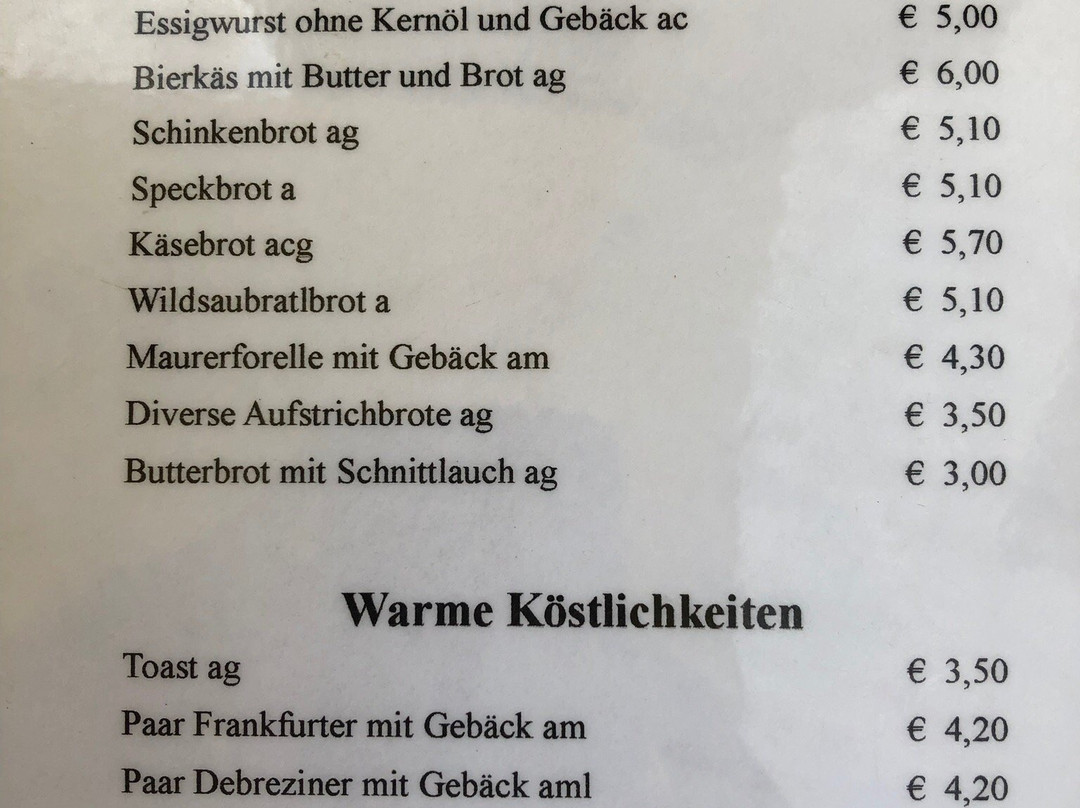 Essigwurst ohne Kernöl und Gebäck ac € 5,00
Bierkäs mit Butter und Brot ag € 6,00
Schinkenbrot ag € 5,10
Speckbrot a € 5,10
Käsebrot acg € 5,70
Wildsaubratlbrot a € 5,10
Maurerforelle mit Gebäck am € 4,30
Diverse Aufstrichbrote ag € 3,50
Butterbrot mit Schnittlauch ag € 3,00
Warme Köstlichkeiten
Toast ag € 3,50
Paar Frankfurter mit Gebäck am € 4,20
Paar Debreziner mit Gebäck aml € 4,20